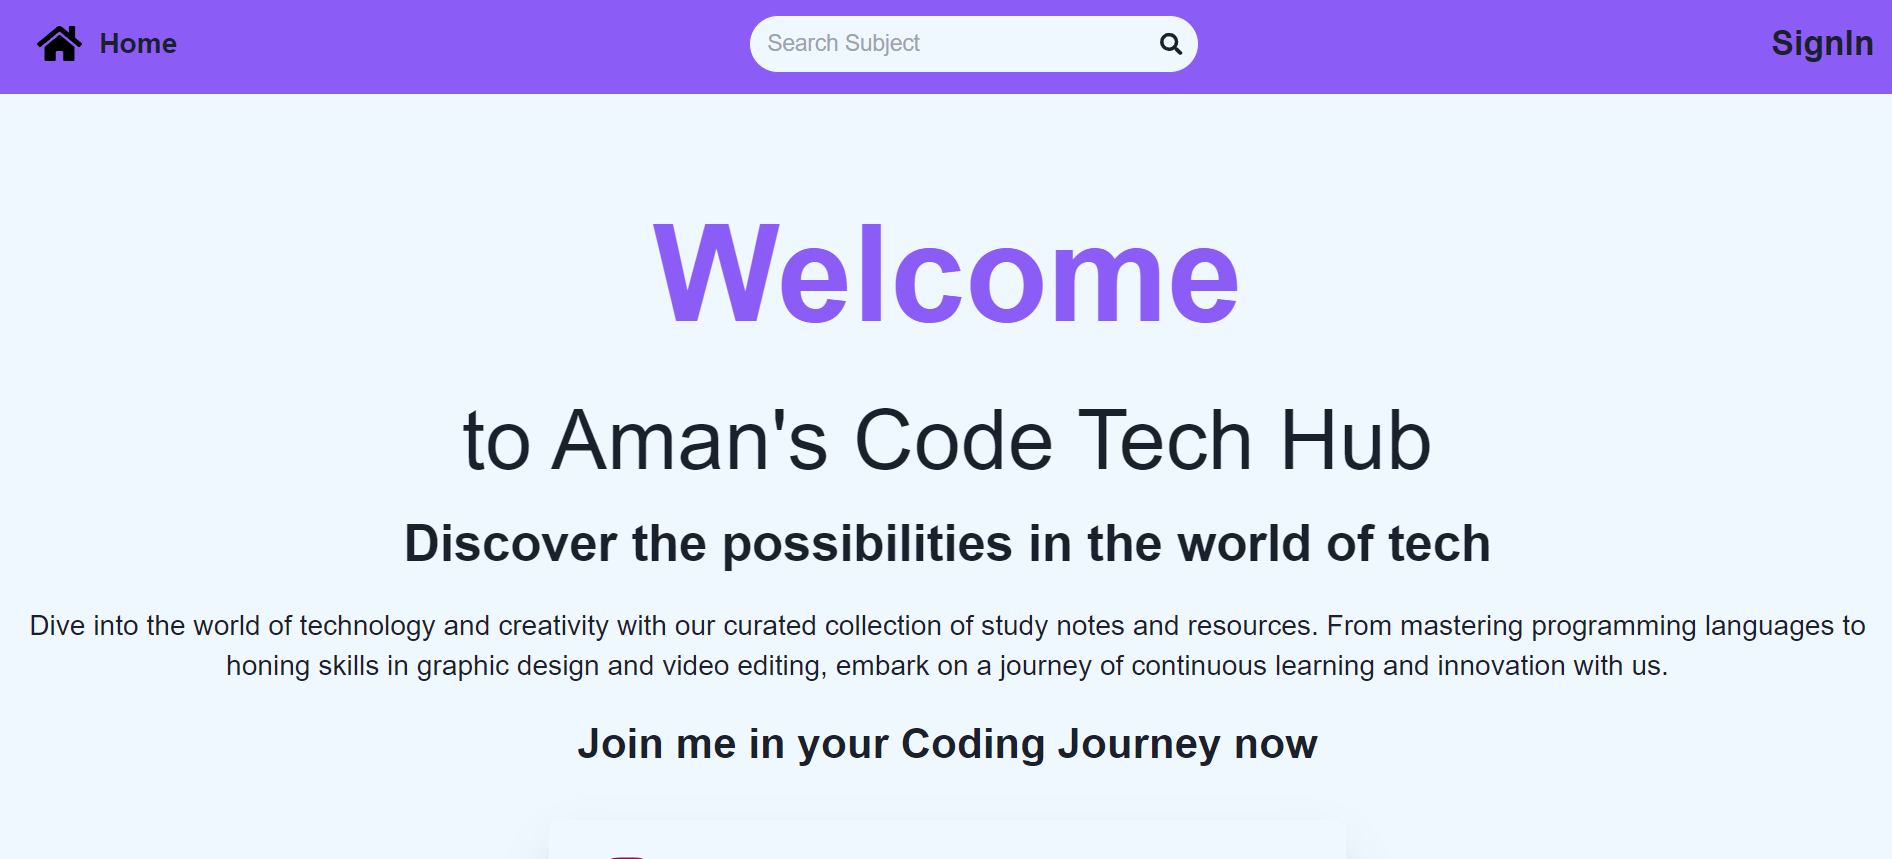 Home
Search Subject
SignIn
Welcome
to Aman's Code Tech Hub
Discover the possibilities in the world of tech
Dive into the world of technology and creativity with our curated collection of study notes and resources. From mastering programming languages to
honing skills in graphic design and video editing, embark on a journey of continuous learning and innovation with us.
Join me in your Coding Journey now